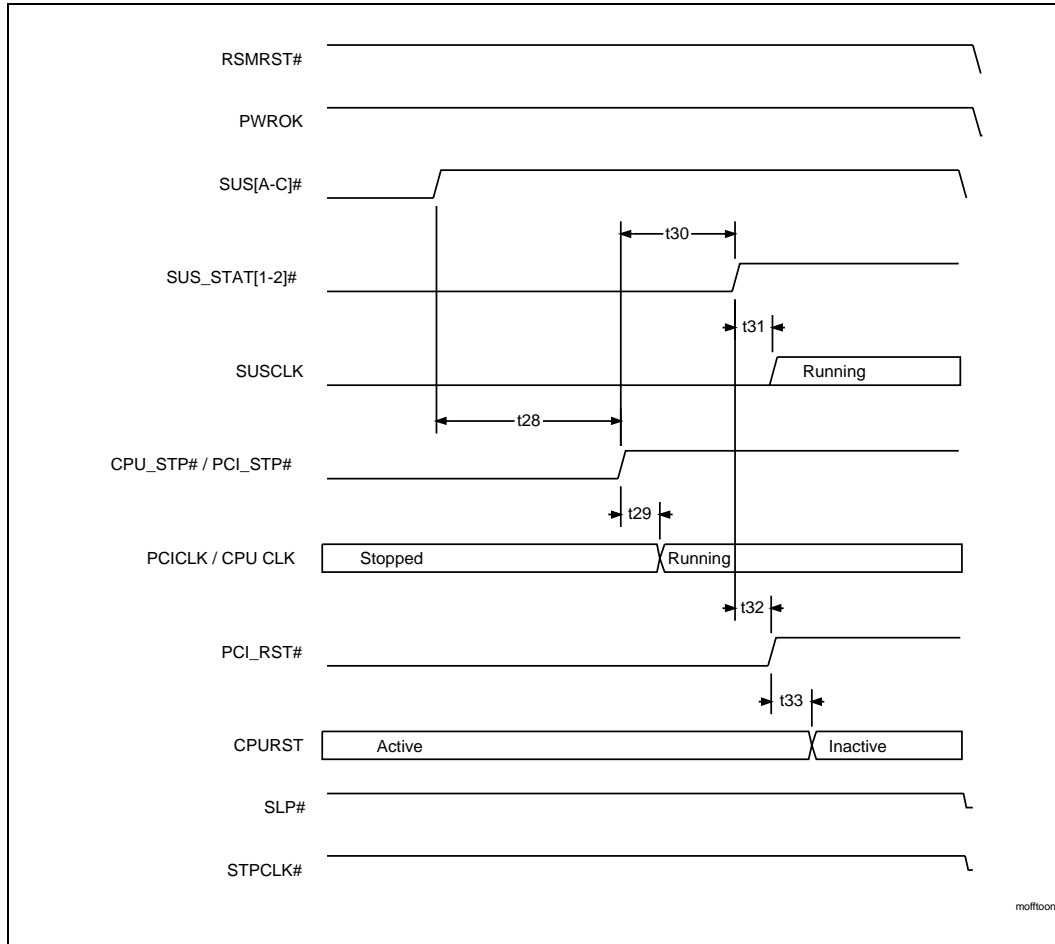 RSMRST#
PWROK
SUS[A-C]#
t30
SUS_STAT[1-2]#
t31
SUSCLK
Running
t28
CPU_STP# / PCI_STP#
t29
PCICLK / CPU CLK
Stopped
Running
t32
PCI_RST#
t33
CPURST
Active
Inactive
SLP#
STPCLK#
mofftoon